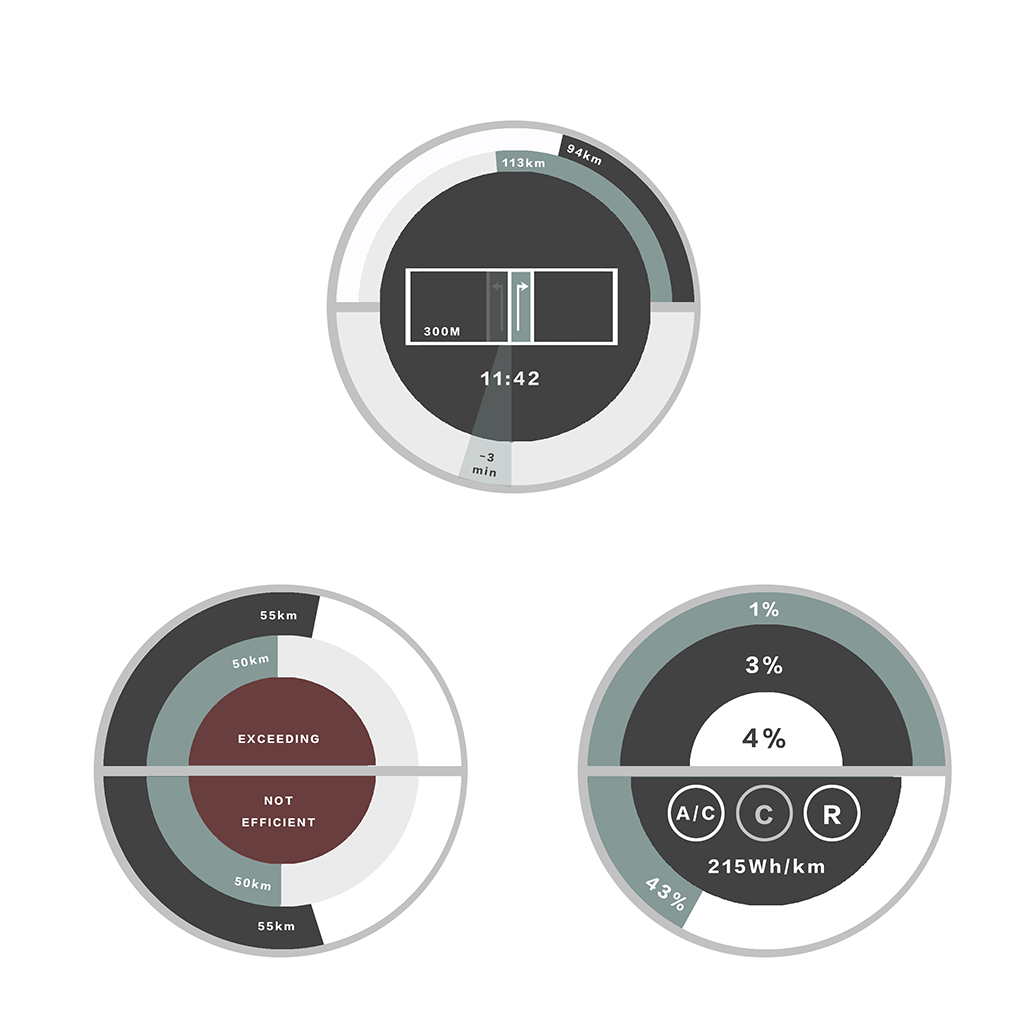 113km
94km
300M
11:42
−3
min
55km
50km
EXCEEDING
NOT
EFFICIENT
50km
55km
1%
3%
4%
A/C C R
215Wh/km
43%